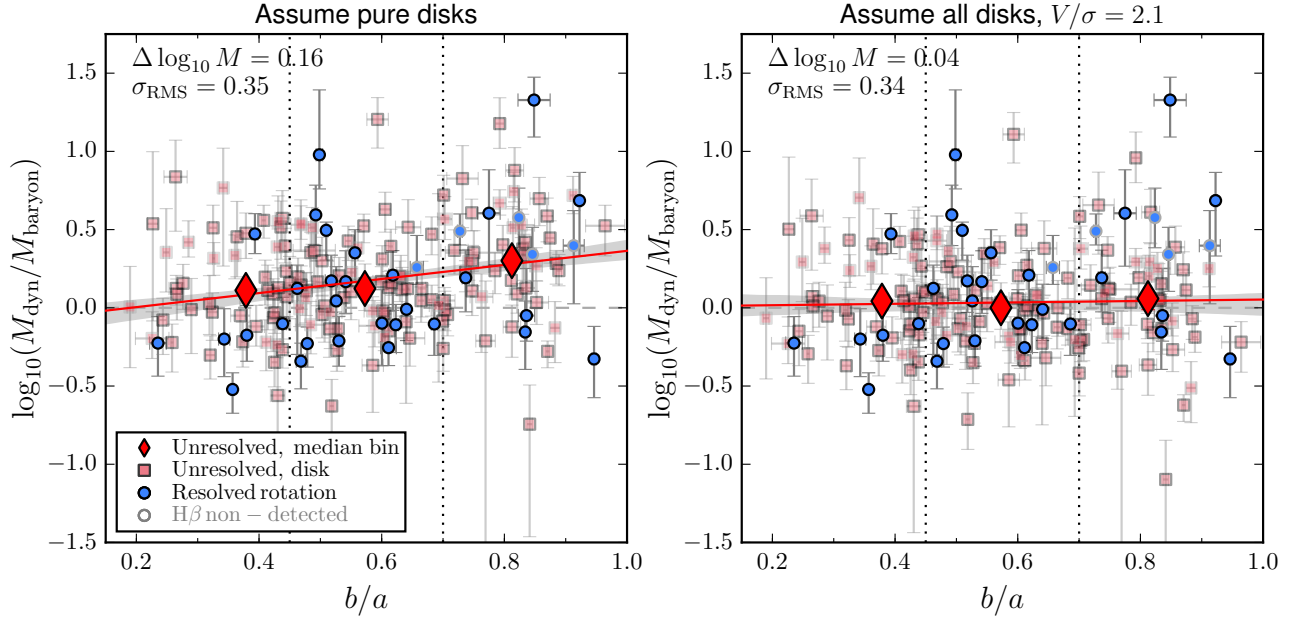 Assume pure disks
Δ log₁₀ M = 0.16
σRMS = 0.35
log₁₀(Mdyn/Mbaryon)
1.5
1.0
0.5
0.0
−0.5
−1.0
−1.5
Unresolved, median bin
Unresolved, disk
Resolved rotation
Hβ non − detected
0.2 0.4 0.6 0.8 1.0
b/a
Assume all disks, V/σ = 2.1
Δ log₁₀ M = 0.04
σRMS = 0.34
log₁₀(Mdyn/Mbaryon)
1.5
1.0
0.5
0.0
−0.5
−1.0
−1.5
0.2 0.4 0.6 0.8 1.0
b/a